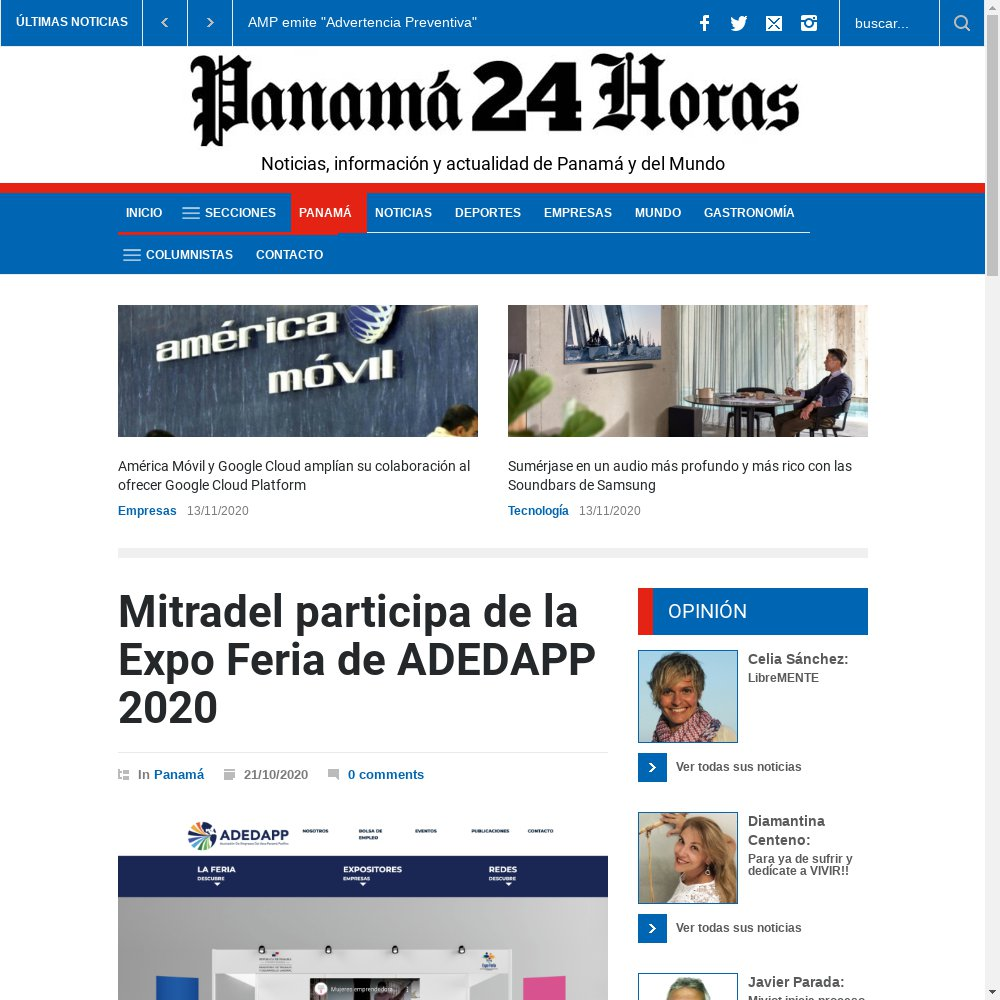 ÚLTIMAS NOTICIAS
AMP emite "Advertencia Preventiva"
buscar...
Panamá 24 Horas
Noticias, información y actualidad de Panamá y del Mundo
INICIO SECCIONES PANAMÁ NOTICIAS DEPORTES EMPRESAS MUNDO GASTRONOMÍA
COLUMNISTAS CONTACTO
américa
móvil
América Móvil y Google Cloud amplían su colaboración al
ofrecer Google Cloud Platform
Empresas 13/11/2020
Sumérjase en un audio más profundo y más rico con las
Soundbars de Samsung
Tecnología 13/11/2020
Mitradel participa de la
Expo Feria de ADEDAPP
2020
In Panamá 21/10/2020 0 comments
ADEDAPP
NOSOTROS
BOLSA DE
EMPLEO
EVENTOS
PUBLICACIONES
CONTACTO
LA FERIA
DESCUBRE
EXPOSITORES
EMPRESAS
REDES
DESCUBRE
Expo Feria
Mujeres emprendedora...
OPINIÓN
Celia Sánchez:
LibreMENTE
Ver todas sus noticias
Diamantina
Centeno:
Para ya de sufrir y
dedícate a VIVIR!!
Ver todas sus noticias
Javier Parada: